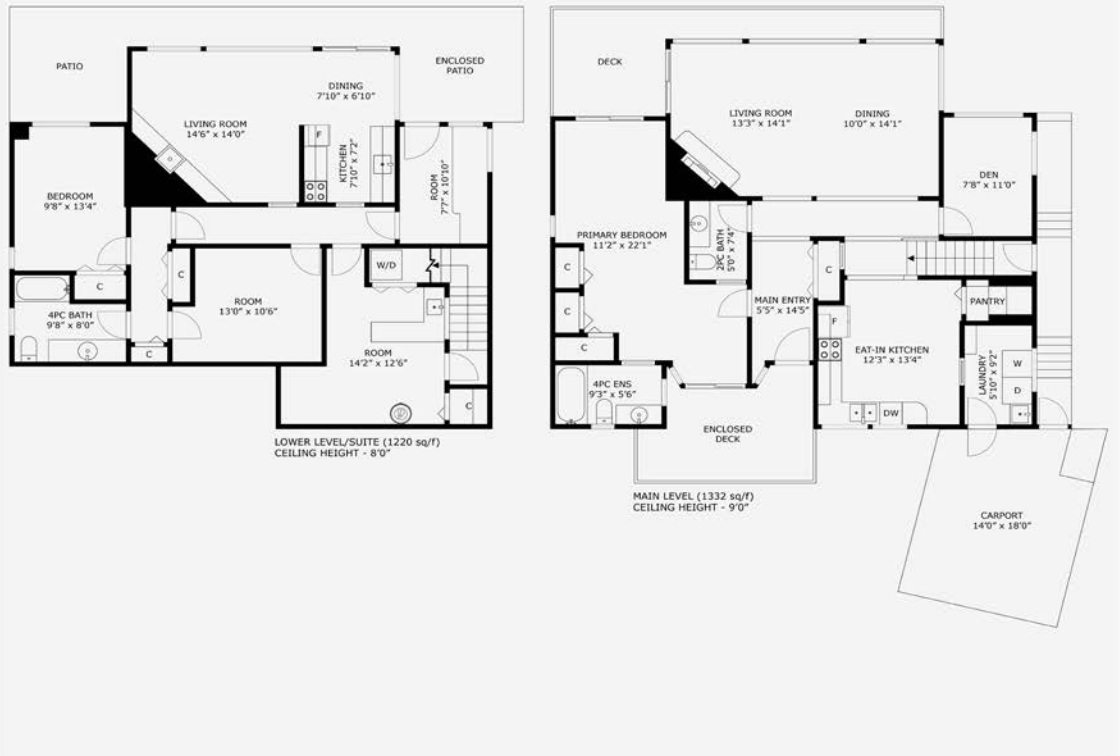 PATIO
ENCLOSED
PATIO
DINING
7'10" x 6'10"
LIVING ROOM
14'6" x 14'0"
F
KITCHEN
7'10" x 7'2"
ROOM
7'7" x 10'10"
BEDROOM
9'8" x 13'4"
C
C
W/D
ROOM
13'0" x 10'6"
4PC BATH
9'8" x 8'0"
C
ROOM
14'2" x 12'6"
C
LOWER LEVEL/SUITE (1220 sq/f)
CEILING HEIGHT - 8'0"
DECK
LIVING ROOM
13'3" x 14'1"
DINING
10'0" x 14'1"
DEN
7'8" x 11'0"
PRIMARY BEDROOM
11'2" x 22'1"
2PC BATH
5'0" x 7'4"
C
C
C
C
MAIN ENTRY
5'5" x 14'5"
PANTRY
F
EAT-IN KITCHEN
12'3" x 13'4"
LAUNDRY
5'10" x 9'2"
W
D
4PC ENS
9'3" x 5'6"
DW
ENCLOSED
DECK
MAIN LEVEL (1332 sq/f)
CEILING HEIGHT - 9'0"
CARPORT
14'0" x 18'0"